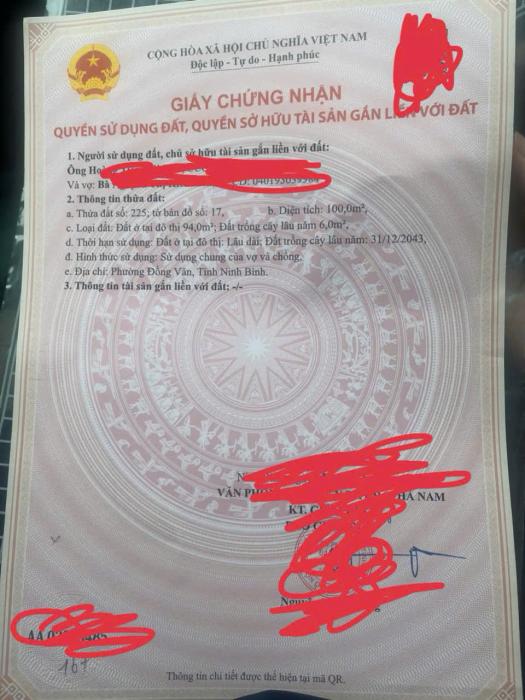 CỘNG HÒA XÃ HỘI CHỦ NGHĨA VIỆT NAM
Độc lập - Tự do - Hạnh phúc
GIẤY CHỨNG NHẬN
QUYỀN SỬ DỤNG ĐẤT, QUYỀN SỞ HỮU TÀI SẢN GẮN LIỀN VỚI ĐẤT
1. Người sử dụng đất, chủ sở hữu tài sản gắn liền với đất:
Ông
Và vợ: Bà
2. Thông tin thửa đất:
a. Thửa đất số: 225; tờ bản đồ số: 17, b. Diện tích: 100,0m²,
c. Loại đất: Đất ở tại đô thị 94,0m²; Đất trồng cây lâu năm 6,0m²,
d. Thời hạn sử dụng: Đất ở tại đô thị: Lâu dài; Đất trồng cây lâu năm: 31/12/2043,
đ. Hình thức sử dụng: Sử dụng chung của vợ và chồng,
e. Địa chỉ: Phường Đồng Văn, Tỉnh Ninh Bình.
3. Thông tin tài sản gắn liền với đất: -/-
VĂN HÀ NAM
KT.
AA
167
Thông tin chi tiết được thể hiện tại mã QR.